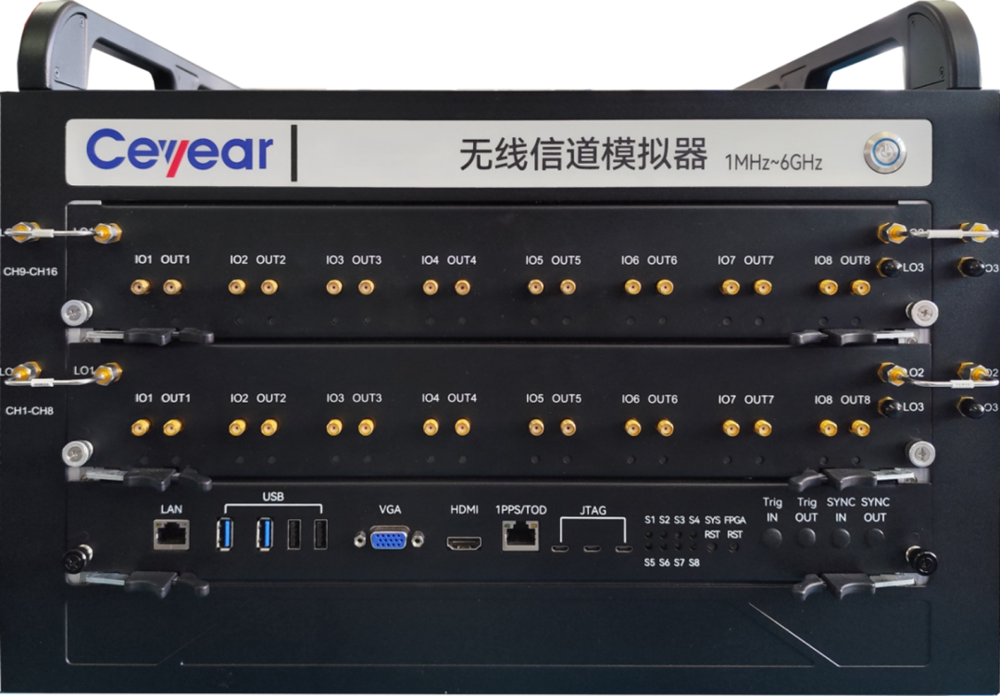 Ceyear
无线信道模拟器 1MHz~6GHz
CH9-CH16
IO1 OUT1 IO2 OUT2 IO3 OUT3 IO4 OUT4 IO5 OUT5 IO6 OUT6 IO7 OUT7 IO8 OUT8
LO3
LO1
LO2
CH1-CH8
IO1 OUT1 IO2 OUT2 IO3 OUT3 IO4 OUT4 IO5 OUT5 IO6 OUT6 IO7 OUT7 IO8 OUT8
LO3
LAN
USB
VGA
HDMI
1PPS/TOD
JTAG
S1 S2 S3 S4 SYS FPGA
RST RST
S5 S6 S7 S8
Trig IN
Trig OUT
SYNC IN
SYNC OUT